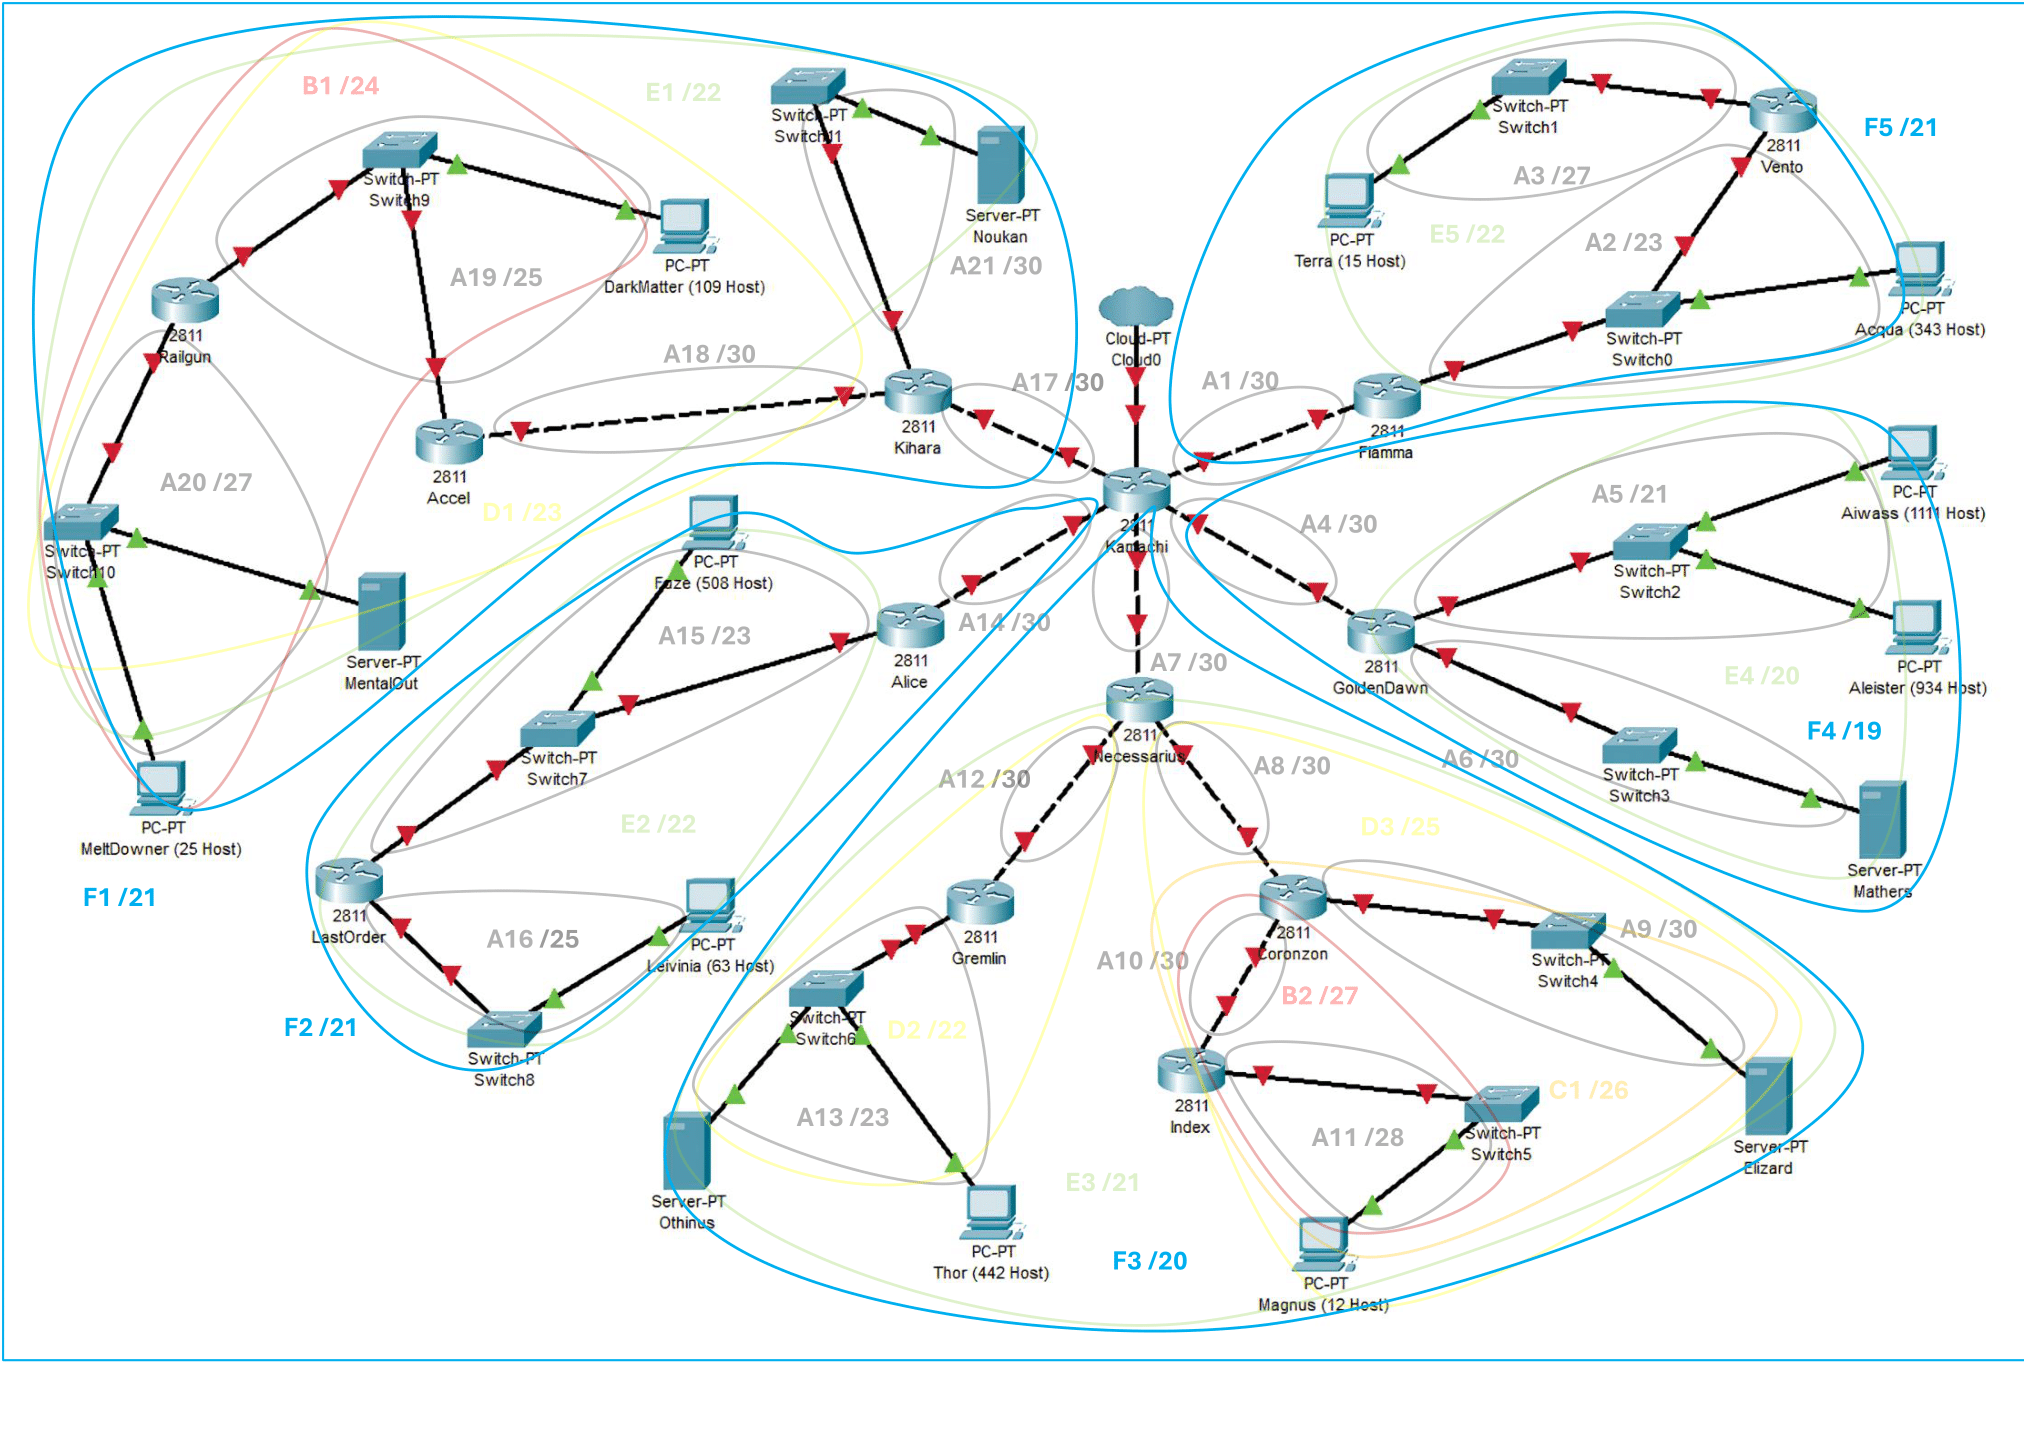 B1 /24
E1 /22
Switch-PT
Switch11
Switch-PT
Switch1
2811
Vento
F5 /21
Switch-PT
Switch9
Server-PT
Noukan
A3 /27
PC-PT
Terra (15 Host)
E5 /22
A2 /23
A19 /25
PC-PT
DarkMatter (109 Host)
A21 /30
2811
Railgun
Cloud-PT
Cloud0
Switch-PT
Switch0
PC-PT
Acqua (343 Host)
A18 /30
A17 /30
A1 /30
2811
Kihara
2811
Fiamma
2811
Accel
A20 /27
D1 /23
Switch-PT
Switch10
2811
Kamachi
A4 /30
A5 /21
PC-PT
Aiwass (1111 Host)
PC-PT
Fuze (508 Host)
Switch-PT
Switch2
A15 /23
A14 /30
2811
Alice
A7 /30
2811
GoldenDawn
E4 /20
PC-PT
Aleister (934 Host)
Server-PT
MentalOut
F4 /19
2811
Necessarius
Switch-PT
Switch7
A12 /30
A8 /30
A6 /30
Switch-PT
Switch3
PC-PT
MeltDowner (25 Host)
E2 /22
D3 /25
Server-PT
Mathers
F1 /21
2811
LastOrder
A16 /25
PC-PT
Leivinia (63 Host)
2811
Gremlin
2811
Coronzon
A9 /30
A10 /30
Switch-PT
Switch4
B2 /27
F2 /21
Switch-PT
Switch6
D2 /22
Switch-PT
Switch8
2811
Index
C1 /26
A13 /23
A11 /28
Switch-PT
Switch5
Server-PT
Elizard
E3 /21
Server-PT
Othinus
PC-PT
Thor (442 Host)
F3 /20
PC-PT
Magnus (12 Host)